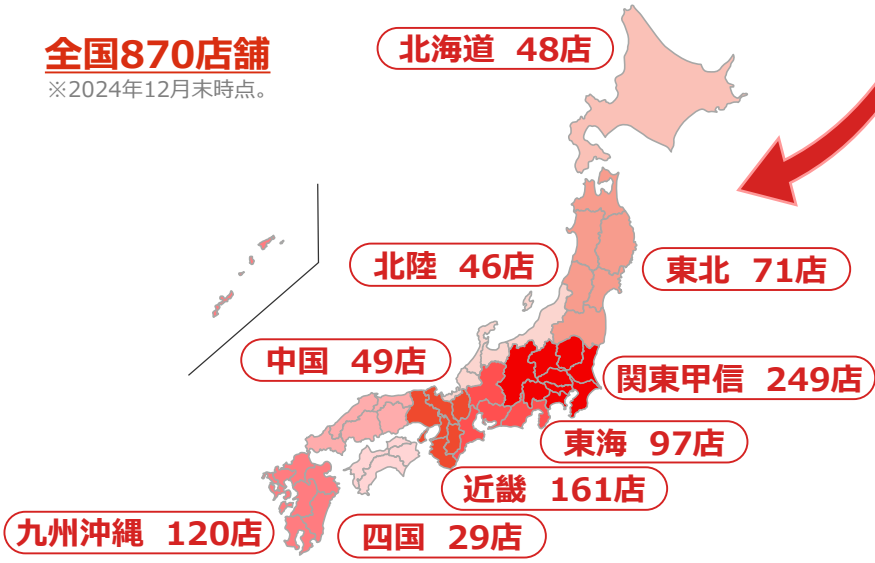 全国870店舗
※2024年12月末時点。
北海道 48店
北陸 46店
東北 71店
中国 49店
関東甲信 249店
東海 97店
近畿 161店
九州沖縄 120店
四国 29店